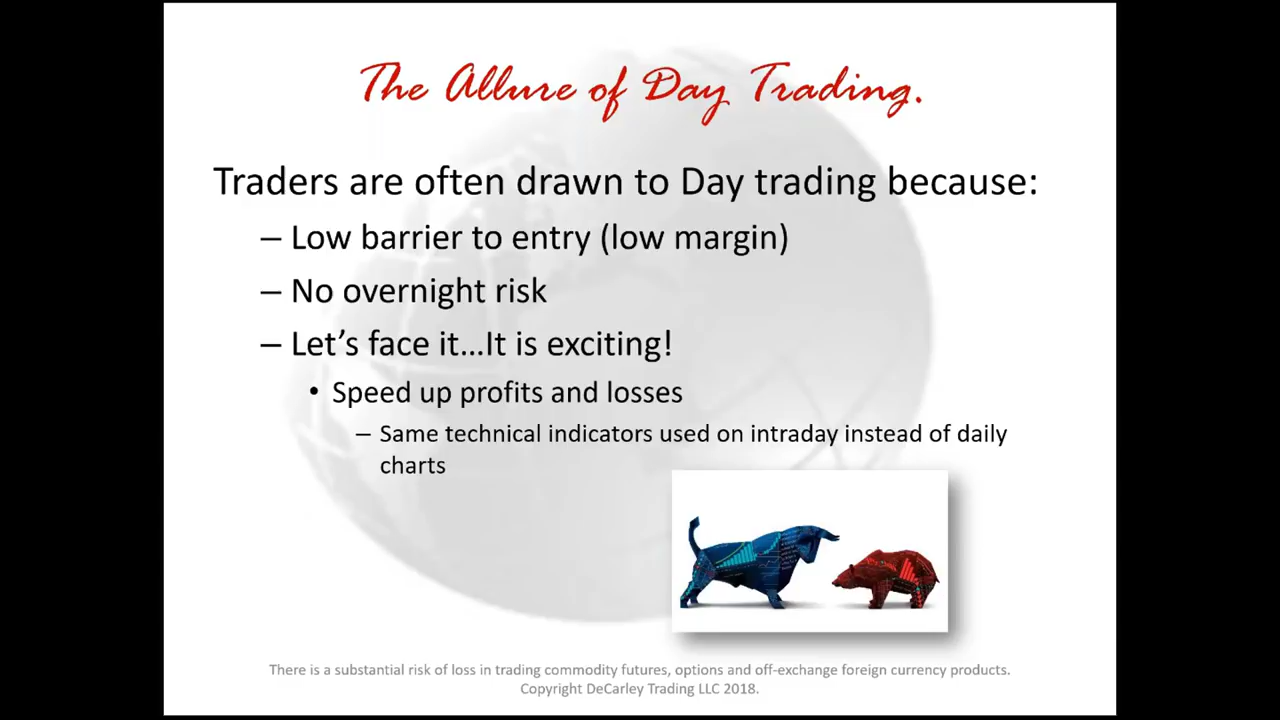 The Allure of Day Trading.
Traders are often drawn to Day trading because:
– Low barrier to entry (low margin)
– No overnight risk
– Let's face it...It is exciting!
• Speed up profits and losses
– Same technical indicators used on intraday instead of daily
charts
There is a substantial risk of loss in trading commodity futures, options and off-exchange foreign currency products.
Copyright DeCarley Trading LLC 2018.